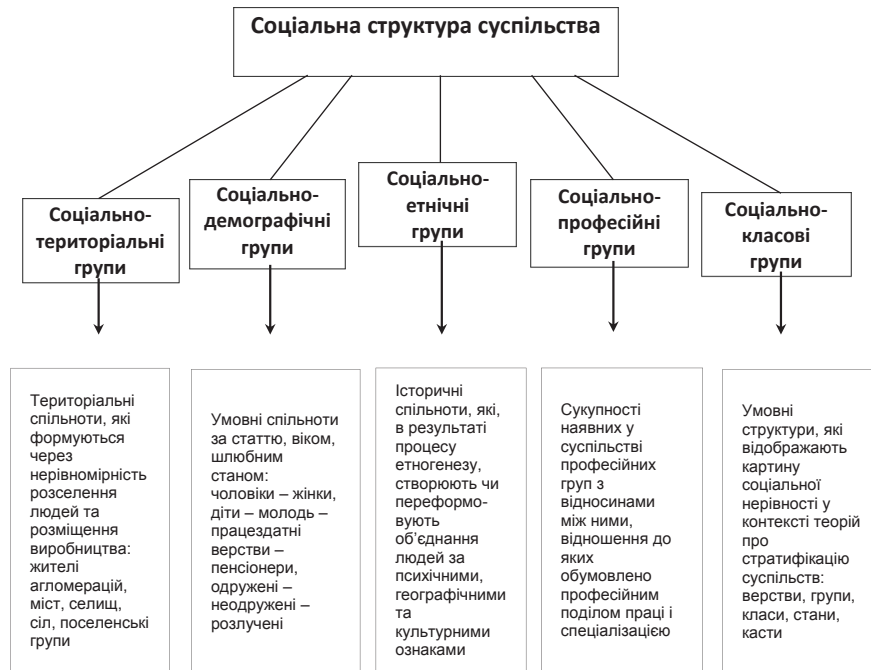 Соціальна структура суспільства
Соціально-
територіальні
групи
Соціально-
демографічні
групи
Соціально-
етнічні
групи
Соціально-
професійні
групи
Соціально-
класові
групи
Територіальні
спільноти, які
формуються
через
нерівномірність
розселення
людей та
розміщення
виробництва:
жителі
агломерацій,
міст, селищ,
сіл, поселенські
групи
Умовні спільноти
за статтю, віком,
шлюбним
станом:
чоловіки – жінки,
діти – молодь –
працездатні
верстви –
пенсіонери,
одружені –
неодружені –
розлучені
Історичні
спільноти, які,
в результаті
процесу
етногенезу,
створюють чи
переформо-
вують
об’єднання
людей за
психічними,
географічними
та
культурними
ознаками
Сукупності
наявних у
суспільстві
професійних
груп з
відносинами
між ними,
відношення до
яких
обумовлено
професійним
поділом праці і
спеціалізацією
Умовні
структури, які
відображають
картину
соціальної
нерівності у
контексті теорій
про
стратифікацію
суспільств:
верстви, групи,
класи, стани,
касти